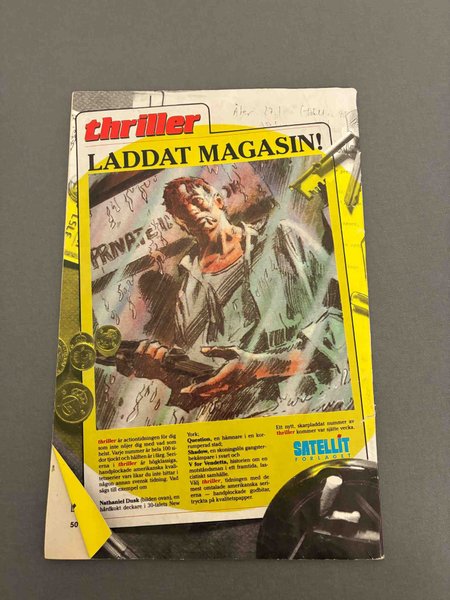 thriller
LADDAT MAGASIN!
PRIVATE
thriller är actiontidningen för dig
som inte nöjer dig med vad som
helst. Varje nummer är hela 100 si-
dor tjockt och hälften är i färg. Seri-
erna i thriller är högklassiga,
handplockade amerikanska kvali-
tetsserier vars likar du inte hittar i
någon annan svensk tidning. Vad
sägs till exempel om
Nathaniel Dusk (bilden ovan), en
hårdkokt deckare i 30-talets New
York;
Question, en hämnare i en kor-
rumperad stad;
Shadow, en skoningslös gangster-
bekämpare i svart och
V for Vendetta, historien om en
motståndsman i ett framtida, fas-
cistiskt samhälle.
Välj thriller, tidningen med de
mest omtalade amerikanska seri-
erna — handplockade godbitar,
tryckta på kvalitetspapper.
Ett nytt, skarpladdat nummer av
thriller kommer var sjätte vecka.
SATELLIT
FÖRLAGET
50